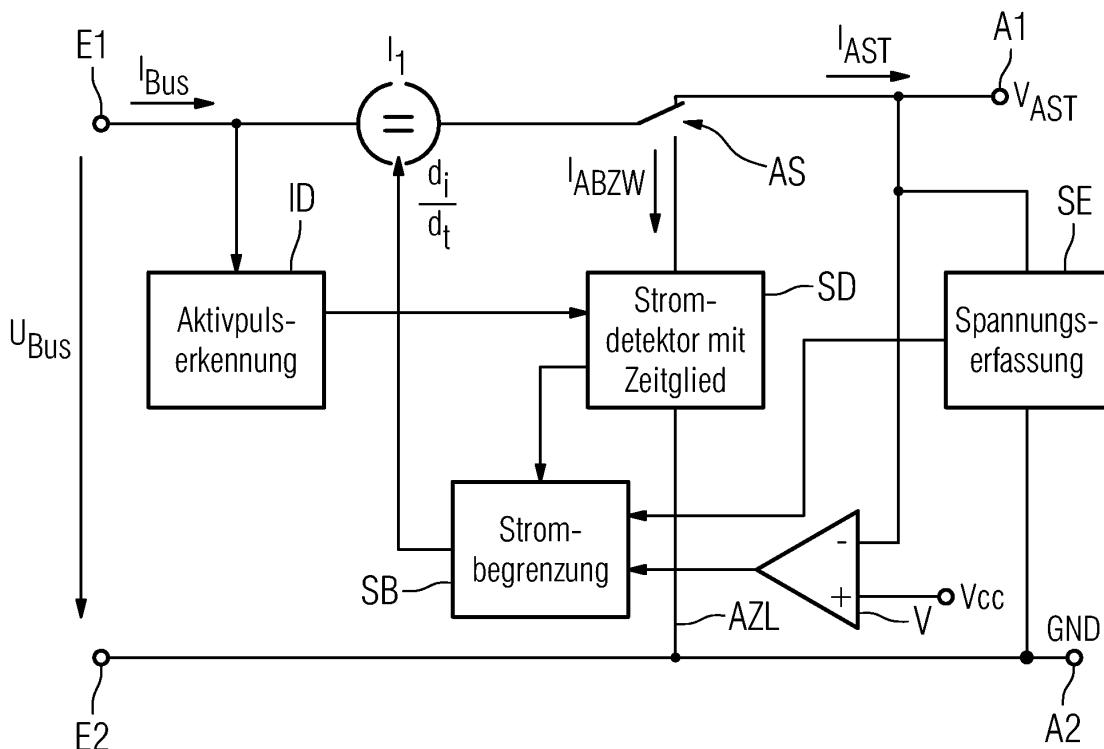 E1
I_Bus
I_1
I_AST
A1
V_AST
=
d_i
d_t
I_ABZW
AS
ID
SD
SE
U_Bus
Aktivpuls-
erkennung
Strom-
detektor mit
Zeitglied
Spannungs-
erfassung
Strom-
begrenzung
SB
-
+
V
Vcc
AZL
GND
E2
A2